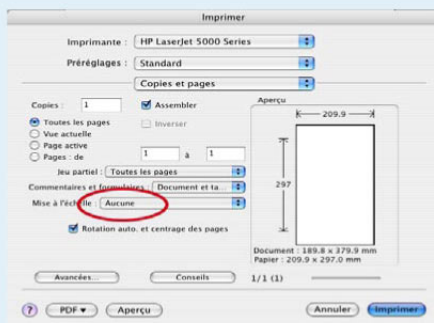 Imprimer
Imprimante : HP LaserJet 5000 Series
Préréglages : Standard
Copies et pages
Copies : 1 Assembler
Toutes les pages Inverser
Vue actuelle
Page active
Pages : de 1 à 1
Jeu partiel : Toutes les pages
Commentaires et formulaires : Document et ta...
Mise à l'échelle : Aucune
Rotation auto. et centrage des pages
Aperçu
209.9
297
Document : 189.8 x 379.9 mm
Papier : 209.9 x 297.0 mm
Avancées... Conseils 1/1 (1)
? PDF ▼ Aperçu Annuler Imprimer